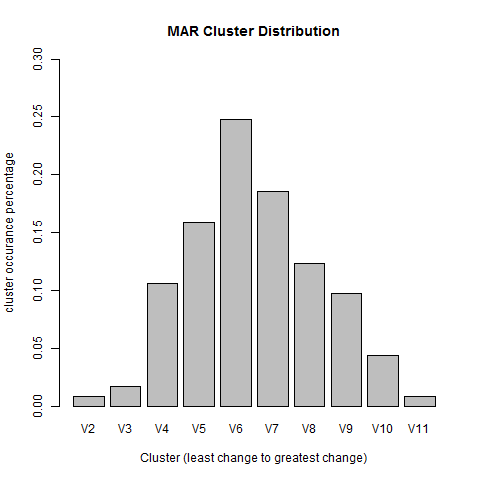 MAR Cluster Distribution
cluster occurance percentage
0.30
0.25
0.20
0.15
0.10
0.05
0.00
V2 V3 V4 V5 V6 V7 V8 V9 V10 V11
Cluster (least change to greatest change)